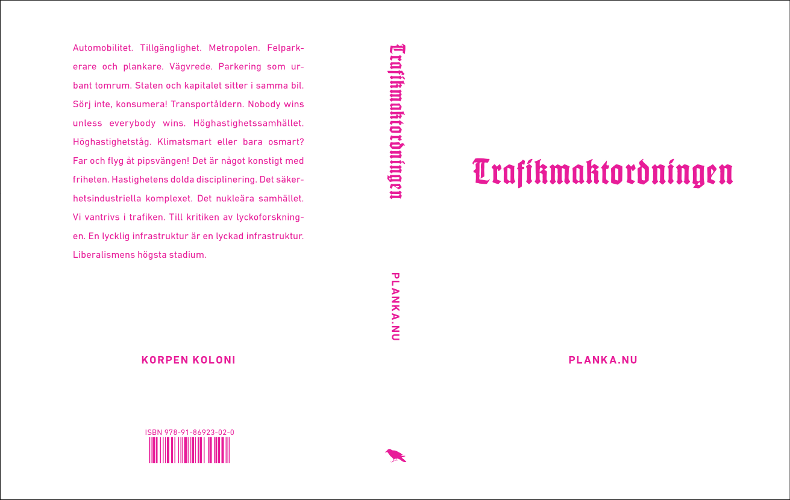 Automobilitet. Tillgänglighet. Metropolen. Felpark-
erare och plankare. Vägvrede. Parkering som ur-
bant tomrum. Staten och kapitalet sitter i samma bil.
Sörj inte, konsumera! Transportåldern. Nobody wins
unless everybody wins. Höghastighetssamhället.
Höghastighetståg. Klimatsmart eller bara osmart?
Far och flyg åt pipsvängen! Det är något konstigt med
friheten. Hastighetens dolda disciplinering. Det säker-
hetsindustriella komplexet. Det nukleära samhället.
Vi vantrivs i trafiken. Till kritiken av lyckoforskning-
en. En lycklig infrastruktur är en lyckad infrastruktur.
Liberalismens högsta stadium.
KORPEN KOLONI
ISBN 978-91-86923-02-0
Trafikmaktordningen
PLANKA.NU
Trafikmaktordningen
PLANKA.NU